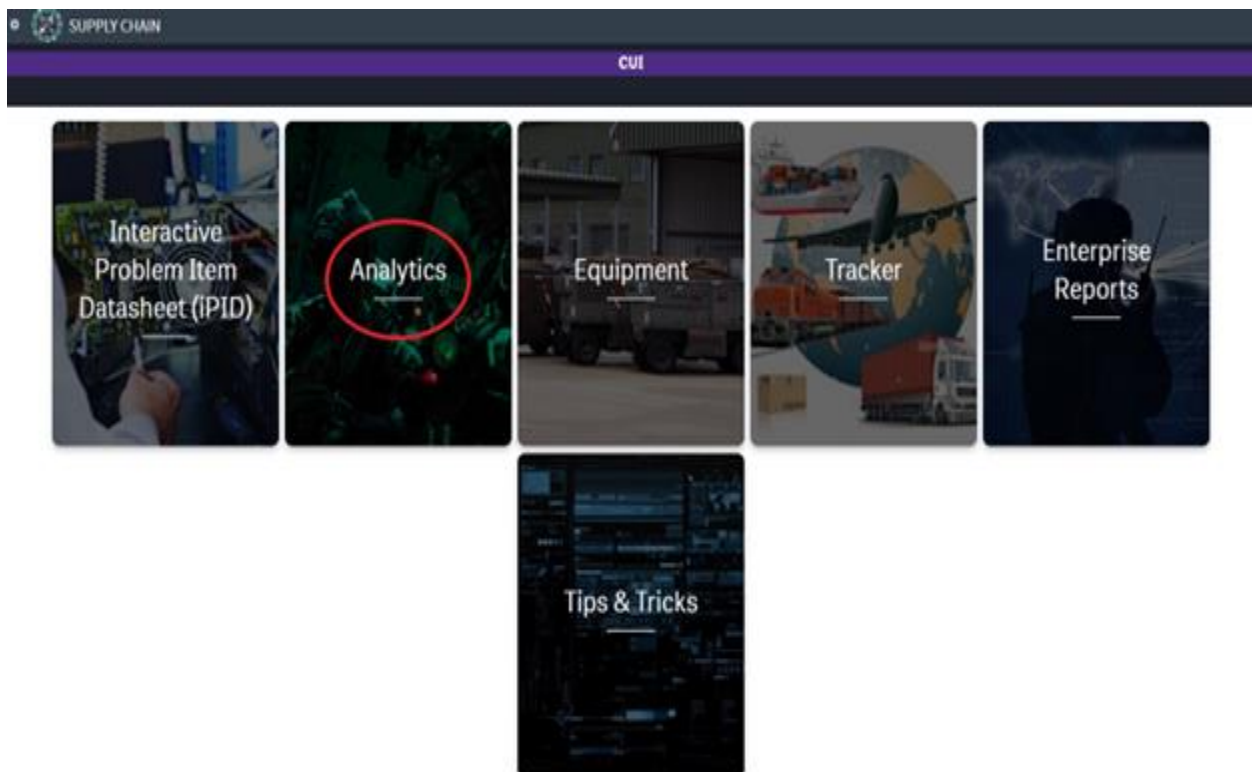 SUPPLY CHAIN
CUI
Interactive
Problem Item
Datasheet (iPID)
Analytics
Equipment
Tracker
Enterprise
Reports
Tips & Tricks